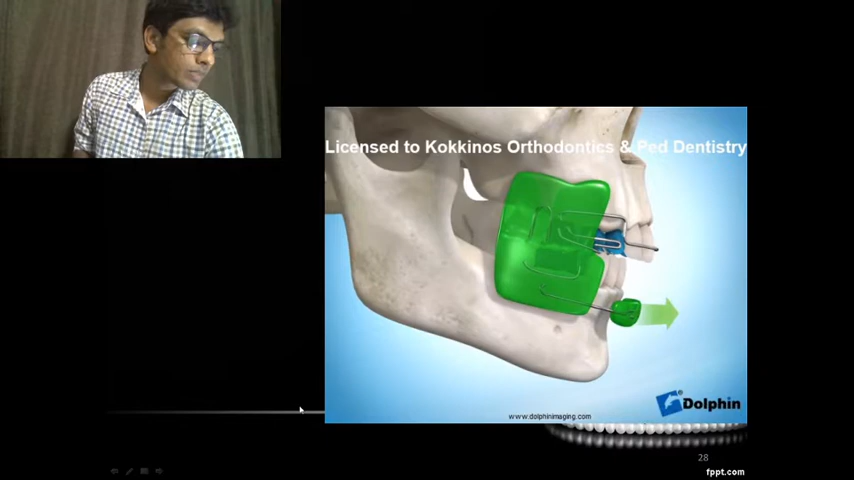 Licensed to Kokkinos Orthodontics & Ped Dentistry
Dolphin
www.dolphinimaging.com
28
fppt.com